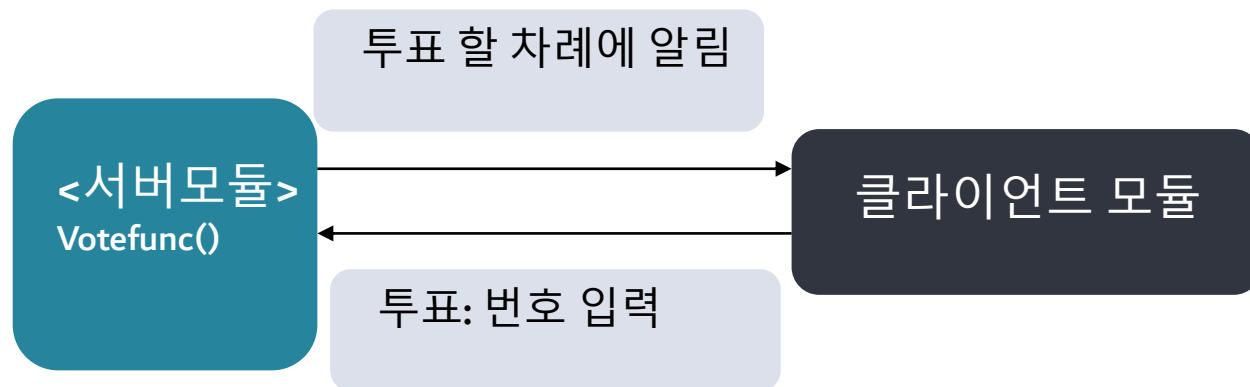 투표 할 차례에 알림
<서버모듈>
Votefunc()
클라이언트 모듈
투표: 번호 입력